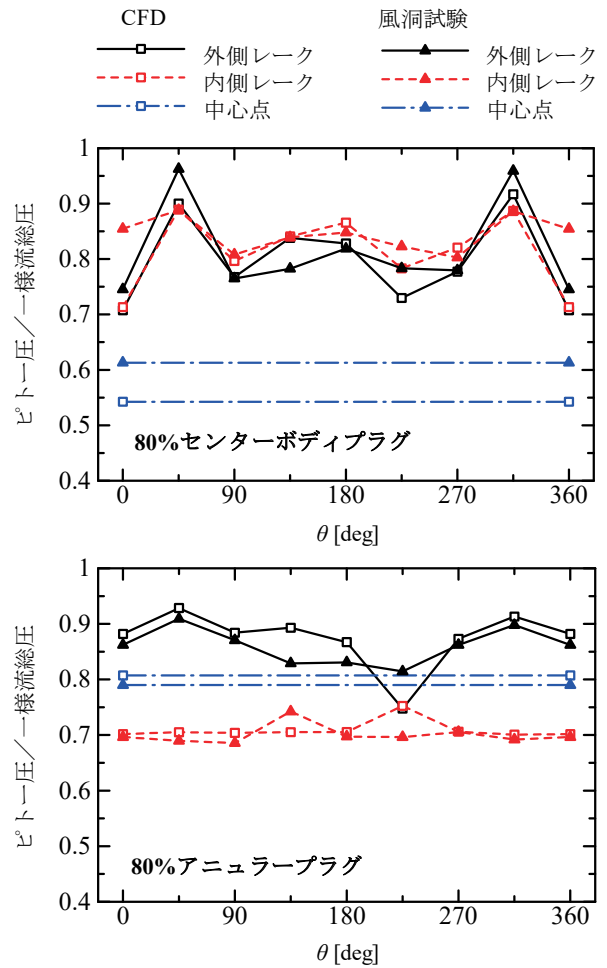 CFD 風洞試験
外側レーク 外側レーク
内側レーク 内側レーク
中心点 中心点
1
0.9
0.8
0.7
0.6
0.5
0.4
ピトー圧／一様流総圧
80%センターボディプラグ
0 90 180 270 360
θ [deg]
1
0.9
0.8
0.7
0.6
0.5
0.4
ピトー圧／一様流総圧
80%アニュラープラグ
0 90 180 270 360
θ [deg]